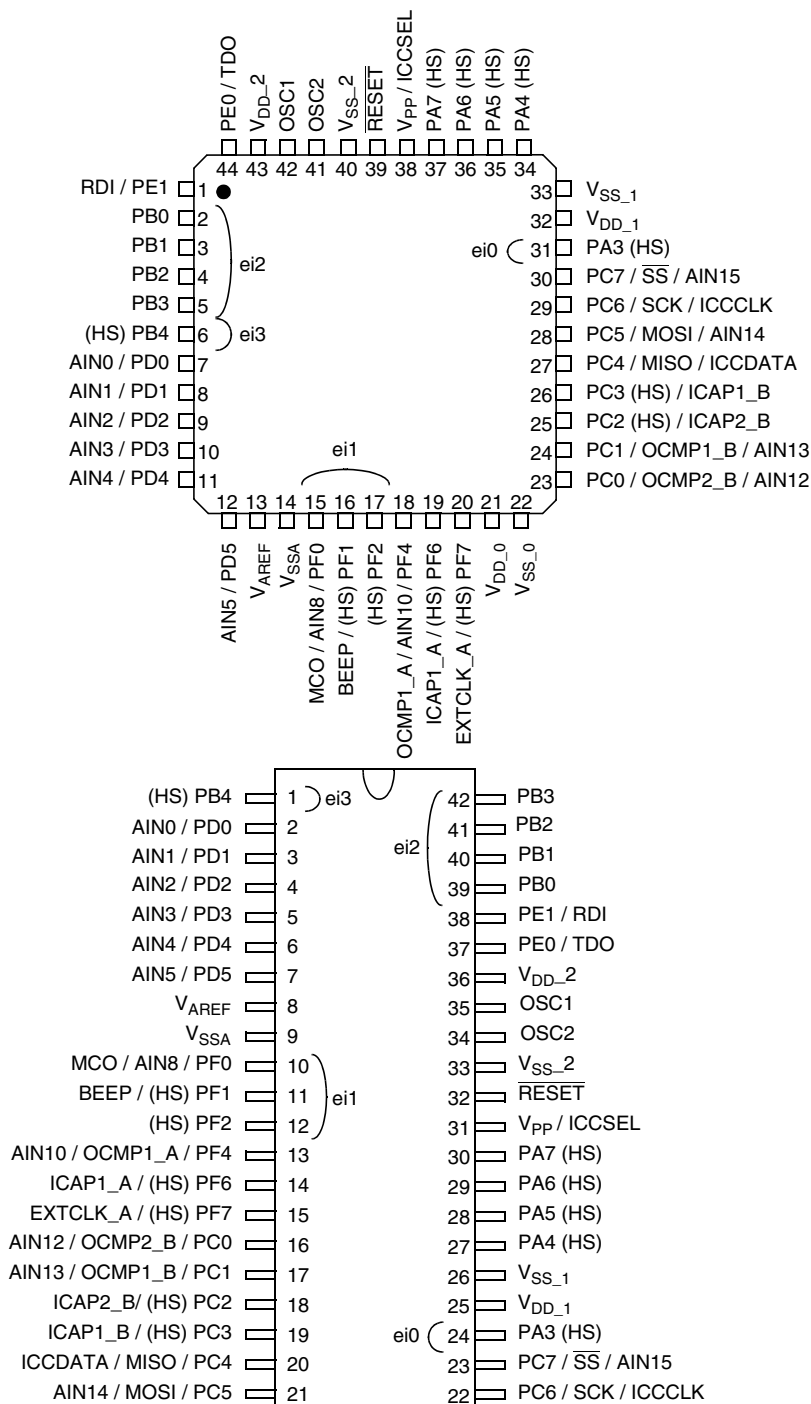 PE0 / TDO
VDD_2
OSC1
OSC2
VSS_2
RESET
VPP / ICCSEL
PA7 (HS)
PA6 (HS)
PA5 (HS)
PA4 (HS)
44 43 42 41 40 39 38 37 36 35 34
RDI / PE1 1
PB0 2
PB1 3
PB2 4
PB3 5
ei2
(HS) PB4 6 ei3
AIN0 / PD0 7
AIN1 / PD1 8
AIN2 / PD2 9
AIN3 / PD3 10
AIN4 / PD4 11
33 VSS_1
32 VDD_1
ei0 31 PA3 (HS)
30 PC7 / SS / AIN15
29 PC6 / SCK / ICCCLK
28 PC5 / MOSI / AIN14
27 PC4 / MISO / ICCDATA
26 PC3 (HS) / ICAP1_B
25 PC2 (HS) / ICAP2_B
24 PC1 / OCMP1_B / AIN13
23 PC0 / OCMP2_B / AIN12
ei1
12 13 14 15 16 17 18 19 20 21 22
AIN5 / PD5
VAREF
VSSA
MCO / AIN8 / PF0
BEEP / (HS) PF1
(HS) PF2
OCMP1_A / AIN10 / PF4
ICAP1_A / (HS) PF6
EXTCLK_A / (HS) PF7
VDD_0
VSS_0
(HS) PB4 1 ei3
AIN0 / PD0 2
AIN1 / PD1 3
AIN2 / PD2 4
AIN3 / PD3 5
AIN4 / PD4 6
AIN5 / PD5 7
VAREF 8
VSSA 9
MCO / AIN8 / PF0 10
BEEP / (HS) PF1 11 ei1
(HS) PF2 12
AIN10 / OCMP1_A / PF4 13
ICAP1_A / (HS) PF6 14
EXTCLK_A / (HS) PF7 15
AIN12 / OCMP2_B / PC0 16
AIN13 / OCMP1_B / PC1 17
ICAP2_B/ (HS) PC2 18
ICAP1_B / (HS) PC3 19
ICCDATA / MISO / PC4 20
AIN14 / MOSI / PC5 21
42 PB3
41 PB2
ei2
40 PB1
39 PB0
38 PE1 / RDI
37 PE0 / TDO
36 VDD_2
35 OSC1
34 OSC2
33 VSS_2
32 RESET
31 VPP / ICCSEL
30 PA7 (HS)
29 PA6 (HS)
28 PA5 (HS)
27 PA4 (HS)
26 VSS_1
25 VDD_1
ei0 24 PA3 (HS)
23 PC7 / SS / AIN15
22 PC6 / SCK / ICCCLK